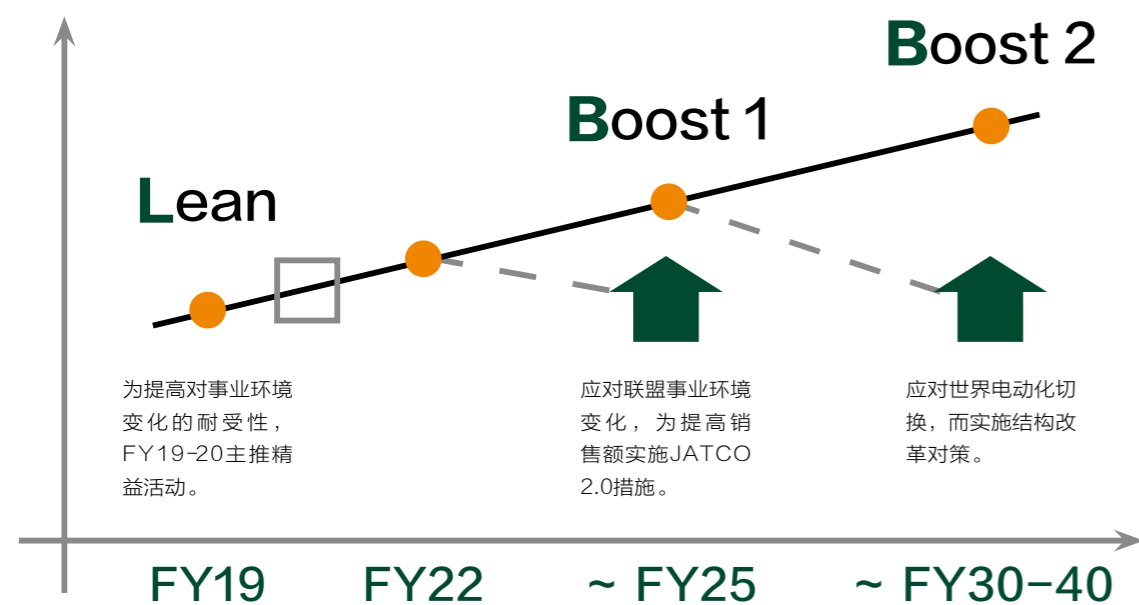 Boost 2
Boost 1
Lean
为提高对事业环境
变化的耐受性，
FY19-20主推精
益活动。
应对联盟事业环境
变化，为提高销
售额实施JATCO
2.0措施。
应对世界电动化切
换，而实施结构改
革对策。
FY19
FY22
~ FY25
~ FY30-40